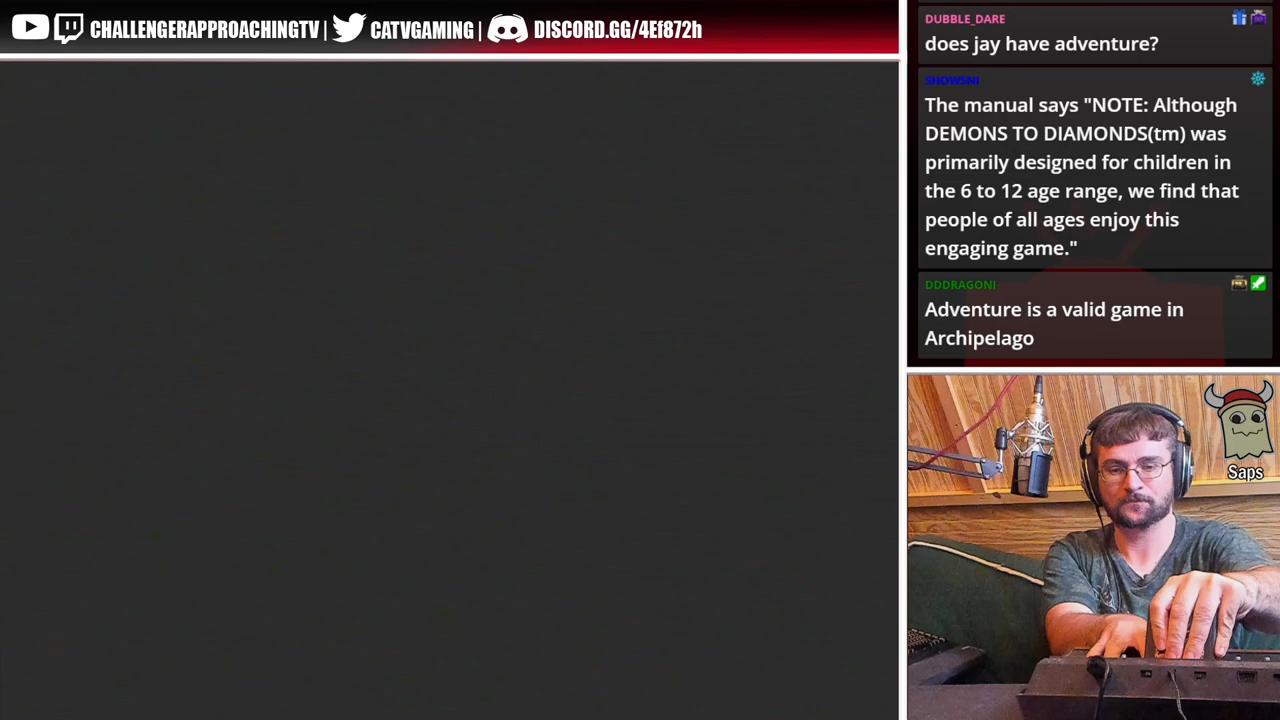 CHALLENGERAPPROACHINGTV | CATVGAMING | DISCORD.GG/4Ef872h
DUBBLE_DARE
does jay have adventure?
SHOWSNI
The manual says "NOTE: Although
DEMONS TO DIAMONDS(tm) was
primarily designed for children in
the 6 to 12 age range, we find that
people of all ages enjoy this
engaging game."
DDDRAGONI
Adventure is a valid game in
Archipelago
Saps